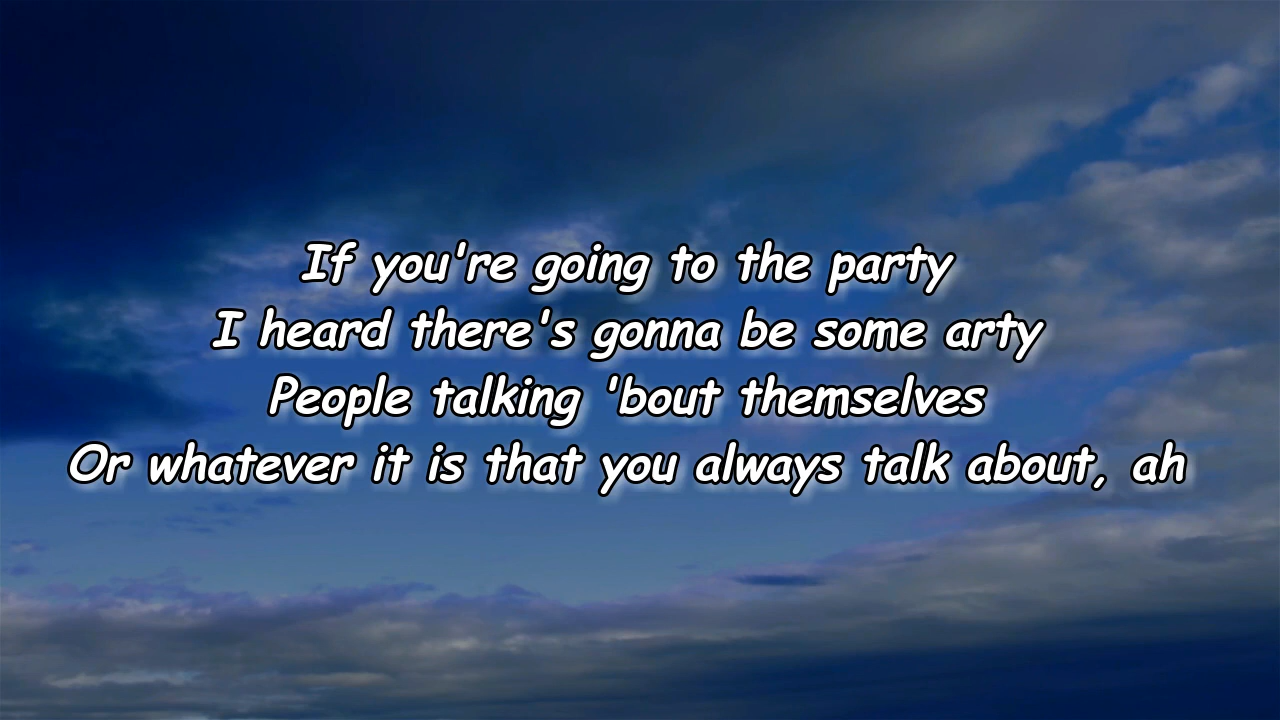 If you're going to the party
I heard there's gonna be some arty
People talking 'bout themselves
Or whatever it is that you always talk about, ah